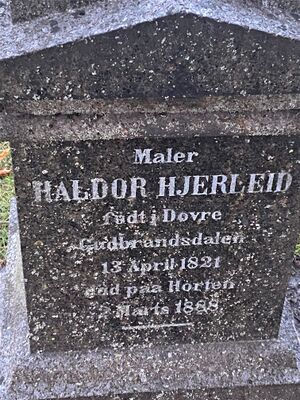 Maler
HALDOR HJERLEID
født i Dovre
Gudbrandsdalen
13 April 1821
død paa Horten
Marts 1888